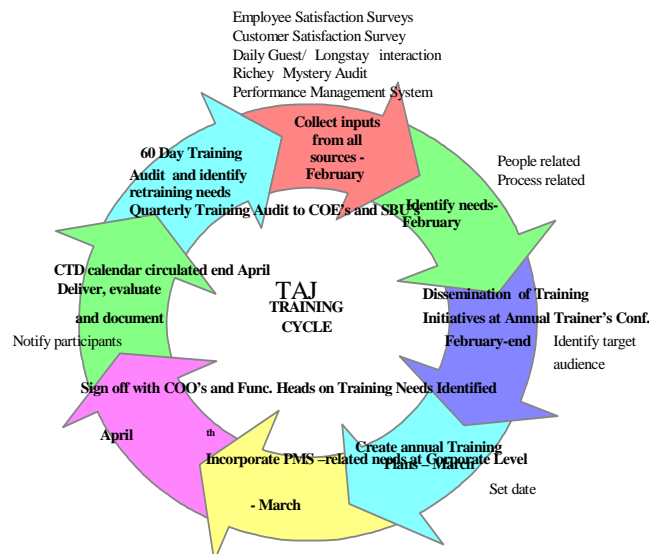 Employee Satisfaction Surveys
Customer Satisfaction Survey
Daily Guest/ Longstay interaction
Richey Mystery Audit
Performance Management System
Collect inputs
from all
sources -
February
60 Day Training
Audit and identify
retraining needs
Quarterly Training Audit to COE's and SBU's
People related
Process related
Identify needs-
February
CTD calendar circulated end April
Deliver, evaluate
and document
Notify participants
TAJ
TRAINING
CYCLE
Dissemination of Training
Initiatives at Annual Trainer's Conf.
February-end
Identify target
audience
Sign off with COO's and Func. Heads on Training Needs Identified
April th
Create annual Training
Plans – March
Incorporate PMS –related needs at Corporate Level
- March
Set date